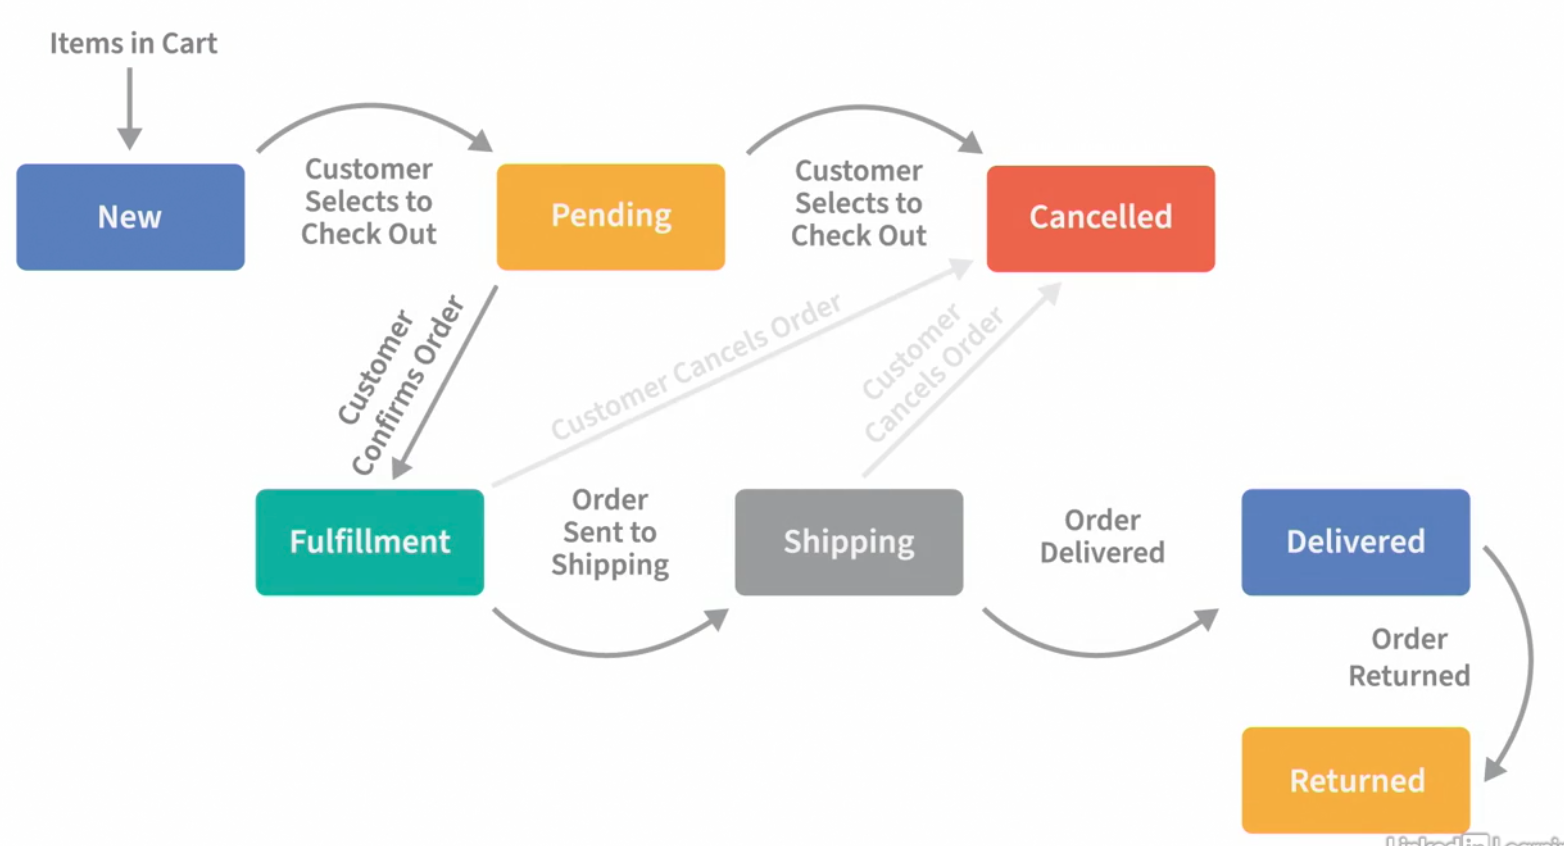 Items in Cart
New
Customer
Selects to
Check Out
Pending
Customer
Selects to
Check Out
Cancelled
Customer
Confirms Order
Customer Cancels Order
Customer
Cancels Order
Fulfillment
Order
Sent to
Shipping
Shipping
Order
Delivered
Delivered
Order
Returned
Returned